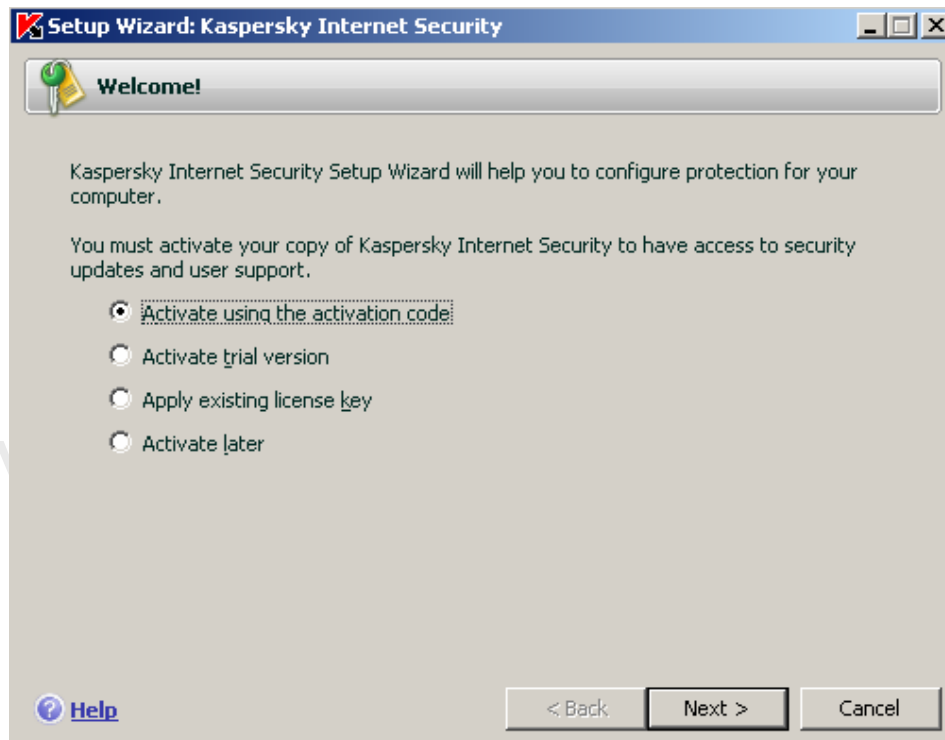 Setup Wizard: Kaspersky Internet Security
Welcome!
Kaspersky Internet Security Setup Wizard will help you to configure protection for your
computer.
You must activate your copy of Kaspersky Internet Security to have access to security
updates and user support.
Activate using the activation code
Activate trial version
Apply existing license key
Activate later
Help
< Back
Next >
Cancel